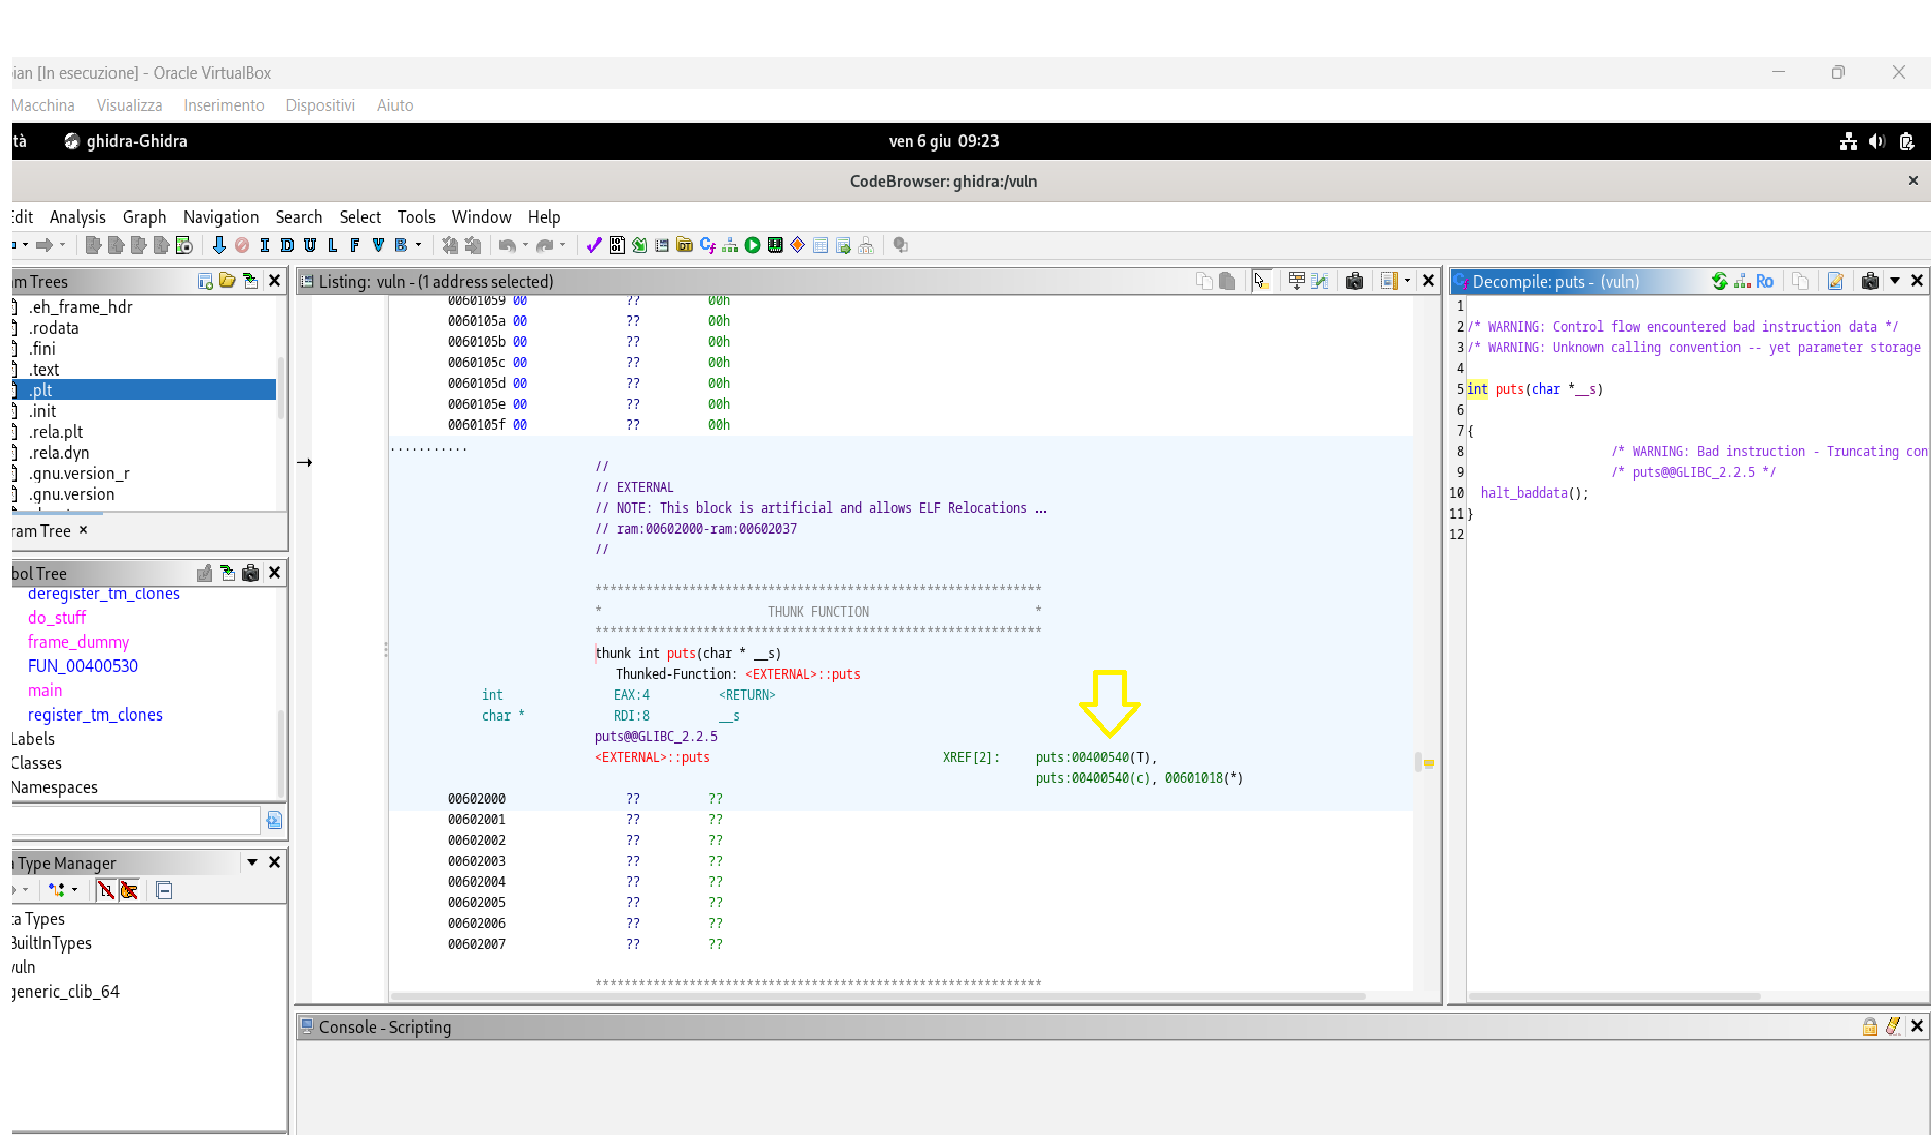 ian [In esecuzione] - Oracle VirtualBox
Macchina Visualizza Inserimento Dispositivi Aiuto
tà ghidra-Ghidra ven 6 giu 09:23
CodeBrowser: ghidra:/vuln
Edit Analysis Graph Navigation Search Select Tools Window Help
I D U L F V B
m Trees
.eh_frame_hdr
.rodata
.fini
.text
.plt
.init
.rela.plt
.rela.dyn
.gnu.version_r
.gnu.version
ram Tree ×
bol Tree
deregister_tm_clones
do_stuff
frame_dummy
FUN_00400530
main
register_tm_clones
Labels
Classes
Namespaces
Type Manager
ta Types
BuiltInTypes
vuln
generic_clib_64
Listing: vuln - (1 address selected)
00601059 00 ?? 00h
0060105a 00 ?? 00h
0060105b 00 ?? 00h
0060105c 00 ?? 00h
0060105d 00 ?? 00h
0060105e 00 ?? 00h
0060105f 00 ?? 00h
...........
//
// EXTERNAL
// NOTE: This block is artificial and allows ELF Relocations ...
// ram:00602000-ram:00602037
//
**************************************************************
* THUNK FUNCTION *
**************************************************************
thunk int puts(char * __s)
Thunked-Function: <EXTERNAL>::puts
int EAX:4 <RETURN>
char * RDI:8 __s
puts@@GLIBC_2.2.5
<EXTERNAL>::puts XREF[2]: puts:00400540(T),
puts:00400540(c), 00601018(*)
00602000 ?? ??
00602001 ?? ??
00602002 ?? ??
00602003 ?? ??
00602004 ?? ??
00602005 ?? ??
00602006 ?? ??
00602007 ?? ??
**************************************************************
Decompile: puts - (vuln)
1
2 /* WARNING: Control flow encountered bad instruction data */
3 /* WARNING: Unknown calling convention -- yet parameter storage
4
5 int puts(char *__s)
6
7 {
8 /* WARNING: Bad instruction - Truncating con
9 /* puts@@GLIBC_2.2.5 */
10 halt_baddata();
11 }
12
Console - Scripting